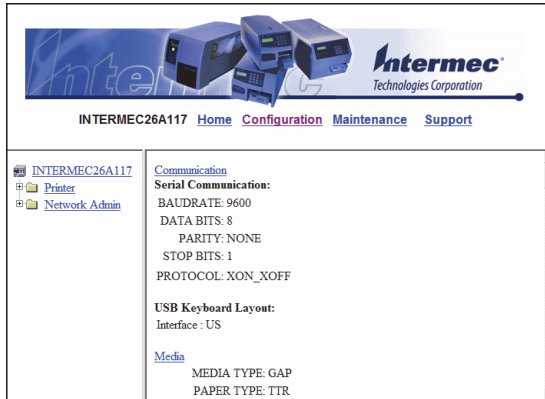 Inte
Intermec
Technologies Corporation
INTERMEC26A117 Home Configuration Maintenance Support
INTERMEC26A117
Printer
Network Admin
Communication
Serial Communication:
BAUDRATE: 9600
DATA BITS: 8
PARITY: NONE
STOP BITS: 1
PROTOCOL: XON_XOFF
USB Keyboard Layout:
Interface : US
Media
MEDIA TYPE: GAP
PAPER TYPE: TTR